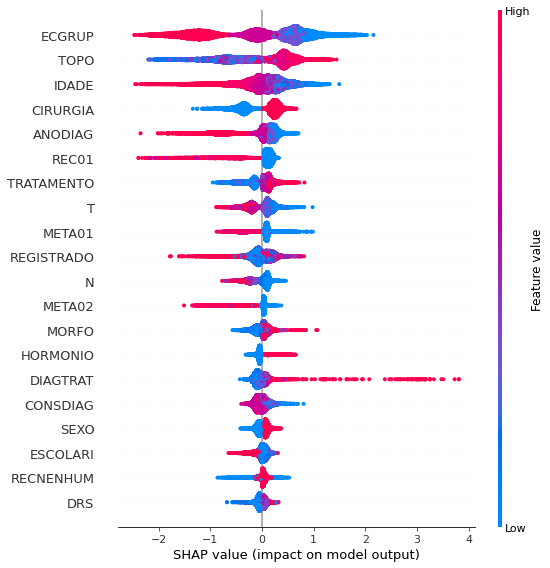 High
ECGRUP
TOPO
IDADE
CIRURGIA
ANODIAG
REC01
TRATAMENTO
T
META01
REGISTRADO
N
META02
MORFO
HORMONIO
DIAGTRAT
CONSDIAG
SEXO
ESCOLARI
RECNENHUM
DRS
Feature value
Low
−2 −1 0 1 2 3 4
SHAP value (impact on model output)